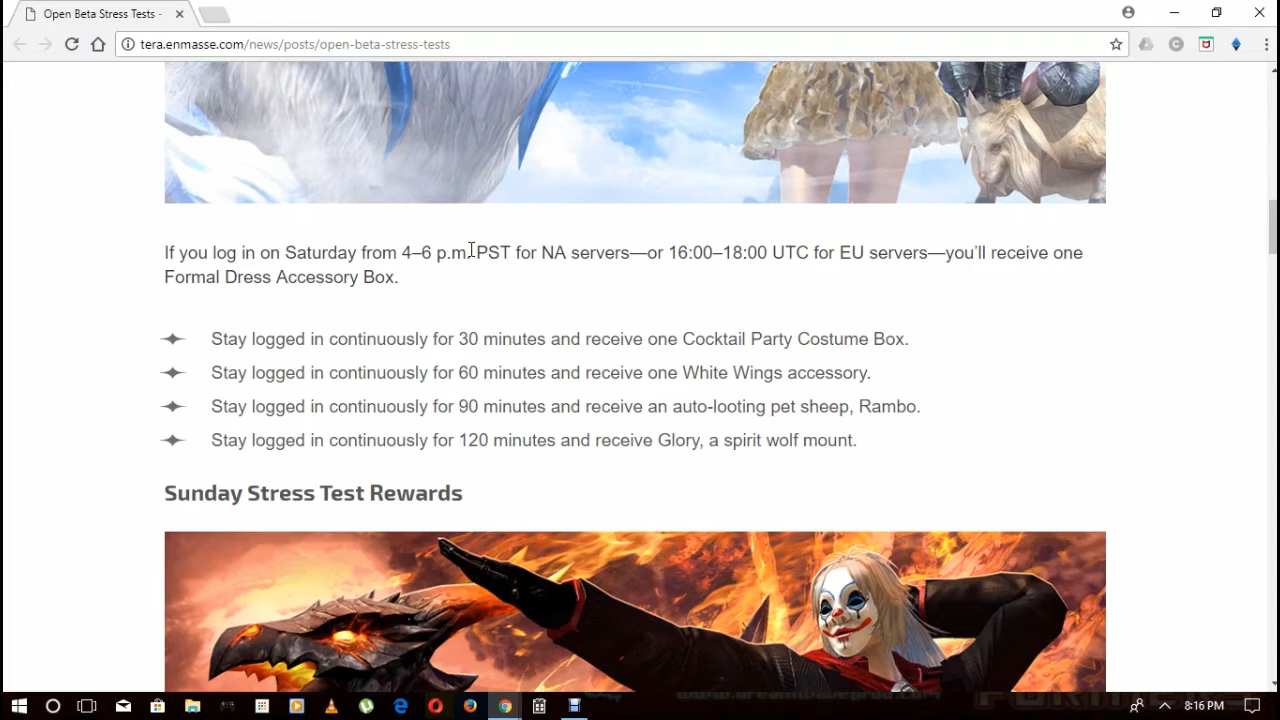 Open Beta Stress Tests -
tera.enmasse.com/news/posts/open-beta-stress-tests
If you log in on Saturday from 4–6 p.m. PST for NA servers—or 16:00–18:00 UTC for EU servers—you’ll receive one
Formal Dress Accessory Box.
Stay logged in continuously for 30 minutes and receive one Cocktail Party Costume Box.
Stay logged in continuously for 60 minutes and receive one White Wings accessory.
Stay logged in continuously for 90 minutes and receive an auto-looting pet sheep, Rambo.
Stay logged in continuously for 120 minutes and receive Glory, a spirit wolf mount.
Sunday Stress Test Rewards
8:16 PM